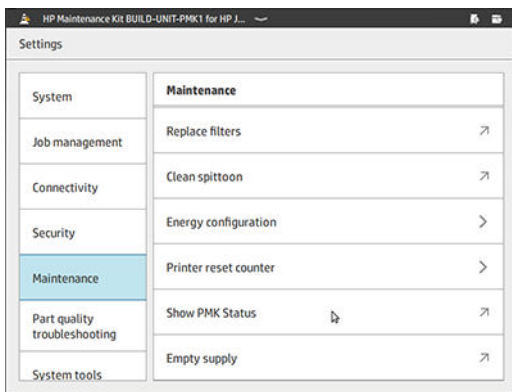 HP Maintenance Kit BUILD-UNIT-PMK1 for HP J...
Settings
System
Job management
Connectivity
Security
Maintenance
Part quality
troubleshooting
System tools
Maintenance
Replace filters
Clean spittoon
Energy configuration
Printer reset counter
Show PMK Status
Empty supply